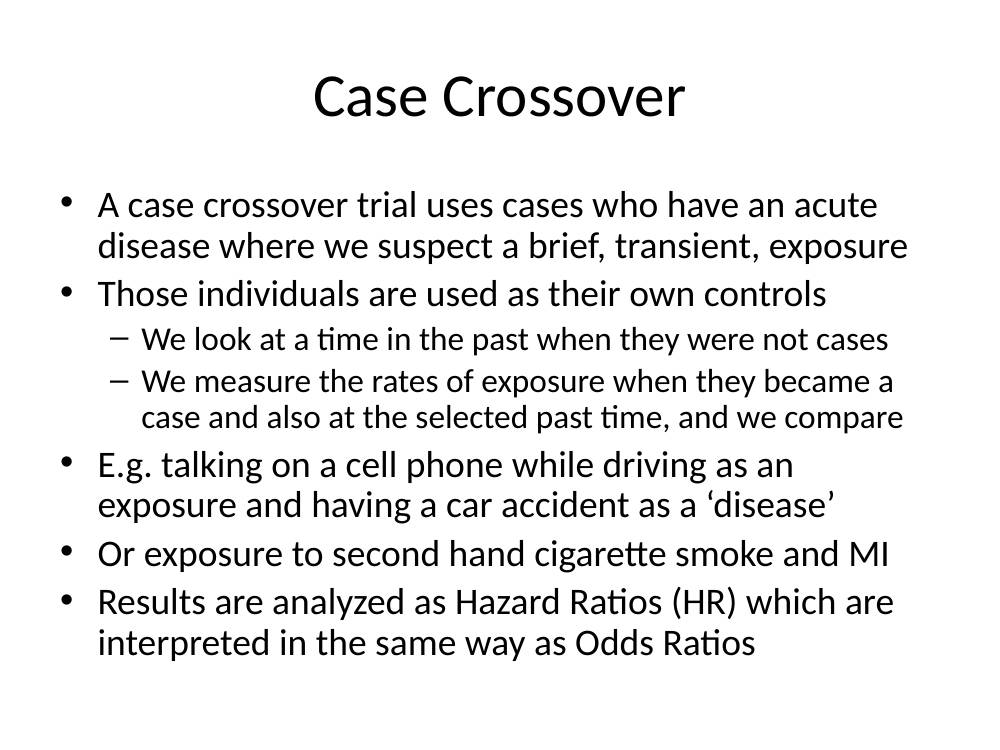 Case Crossover
• A case crossover trial uses cases who have an acute
disease where we suspect a brief, transient, exposure
• Those individuals are used as their own controls
– We look at a time in the past when they were not cases
– We measure the rates of exposure when they became a
case and also at the selected past time, and we compare
• E.g. talking on a cell phone while driving as an
exposure and having a car accident as a ‘disease’
• Or exposure to second hand cigarette smoke and MI
• Results are analyzed as Hazard Ratios (HR) which are
interpreted in the same way as Odds Ratios